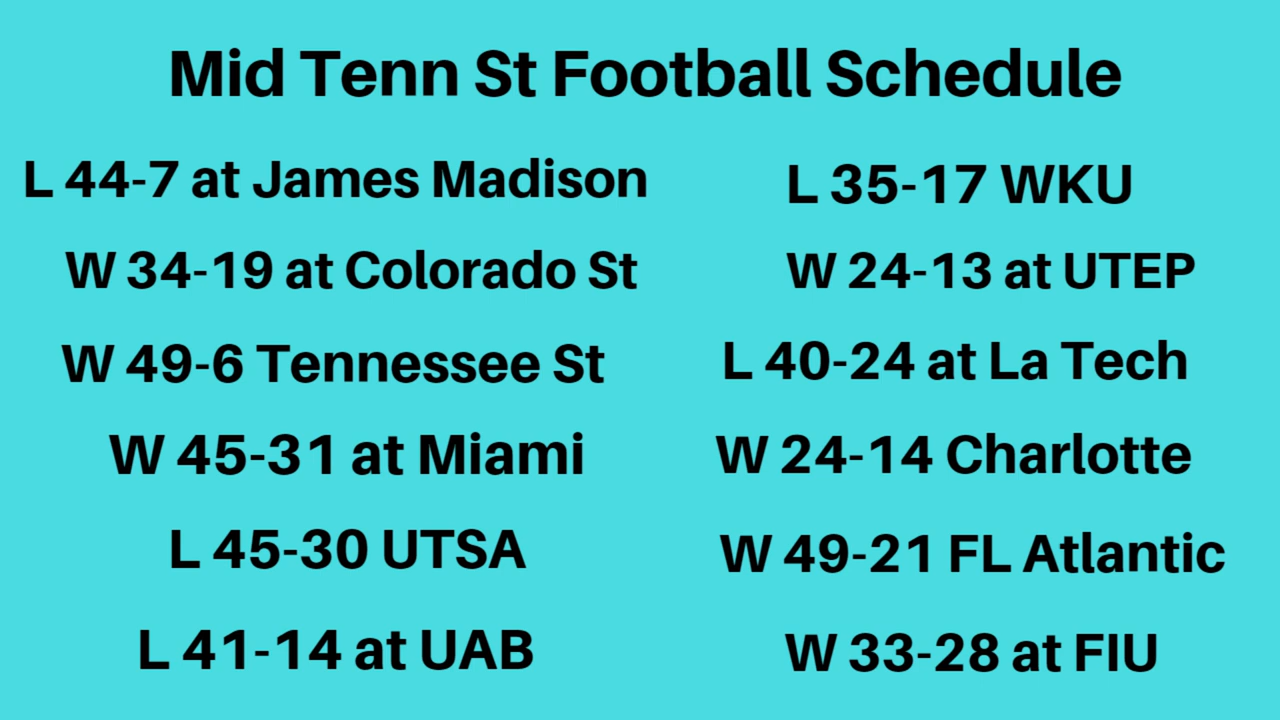 Mid Tenn St Football Schedule
L 44-7 at James Madison
W 34-19 at Colorado St
W 49-6 Tennessee St
W 45-31 at Miami
L 45-30 UTSA
L 41-14 at UAB
L 35-17 WKU
W 24-13 at UTEP
L 40-24 at La Tech
W 24-14 Charlotte
W 49-21 FL Atlantic
W 33-28 at FIU